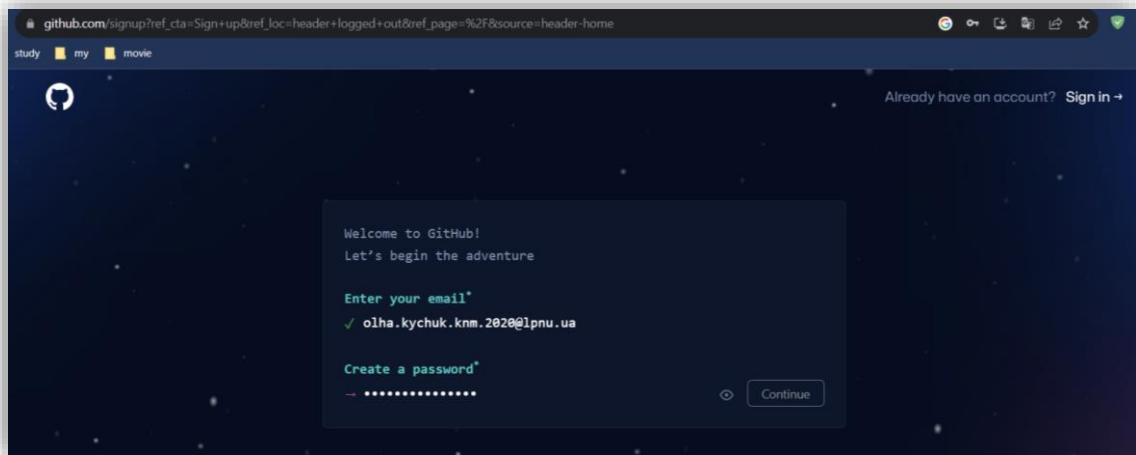 github.com/signup?ref_cta=Sign+up&ref_loc=header+logged+out&ref_page=%2F&source=header-home
study my movie
Already have an account? Sign in →
Welcome to GitHub!
Let's begin the adventure
Enter your email*
✓ olha.kychuk.knm.2020@lpnu.ua
Create a password*
→ •••••••••••••••
Continue